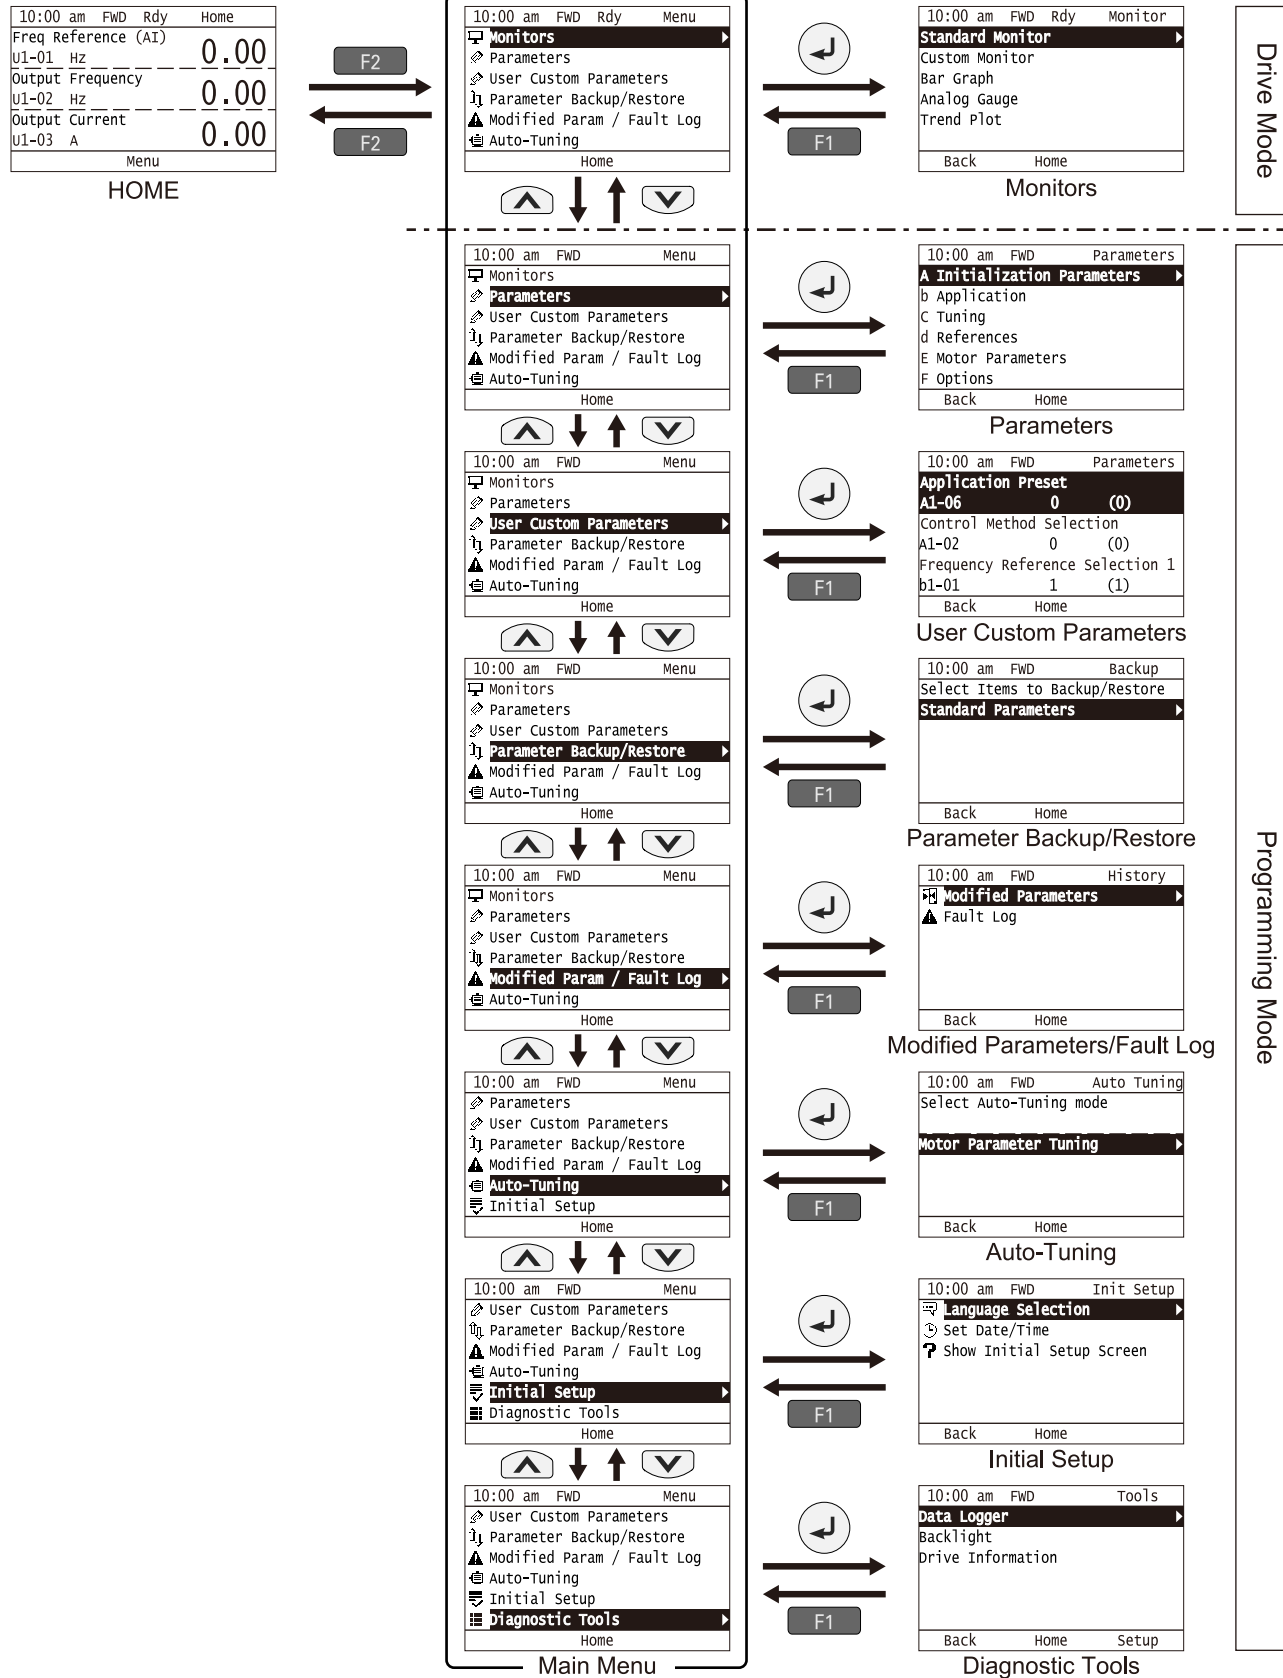 10:00 am FWD Rdy Home
Freq Reference (AI)
U1-01 Hz 0.00
Output Frequency
U1-02 Hz 0.00
Output Current
U1-03 A 0.00
Menu
HOME
F2
F2
10:00 am FWD Rdy Menu
Monitors
Parameters
User Custom Parameters
Parameter Backup/Restore
Modified Param / Fault Log
Auto-Tuning
Home
F1
10:00 am FWD Rdy Monitor
Standard Monitor
Custom Monitor
Bar Graph
Analog Gauge
Trend Plot
Back Home
Monitors
Drive Mode
10:00 am FWD Menu
Monitors
Parameters
User Custom Parameters
Parameter Backup/Restore
Modified Param / Fault Log
Auto-Tuning
Home
F1
10:00 am FWD Parameters
A Initialization Parameters
b Application
C Tuning
d References
E Motor Parameters
F Options
Back Home
Parameters
10:00 am FWD Menu
Monitors
Parameters
User Custom Parameters
Parameter Backup/Restore
Modified Param / Fault Log
Auto-Tuning
Home
F1
10:00 am FWD Parameters
Application Preset
A1-06 0 (0)
Control Method Selection
A1-02 0 (0)
Frequency Reference Selection 1
b1-01 1 (1)
Back Home
User Custom Parameters
10:00 am FWD Menu
Monitors
Parameters
User Custom Parameters
Parameter Backup/Restore
Modified Param / Fault Log
Auto-Tuning
Home
F1
10:00 am FWD Backup
Select Items to Backup/Restore
Standard Parameters
Back Home
Parameter Backup/Restore
10:00 am FWD Menu
Monitors
Parameters
User Custom Parameters
Parameter Backup/Restore
Modified Param / Fault Log
Auto-Tuning
Home
F1
10:00 am FWD History
Modified Parameters
Fault Log
Back Home
Modified Parameters/Fault Log
Programming Mode
10:00 am FWD Menu
Parameters
User Custom Parameters
Parameter Backup/Restore
Modified Param / Fault Log
Auto-Tuning
Initial Setup
Home
F1
10:00 am FWD Auto Tuning
Select Auto-Tuning mode
Motor Parameter Tuning
Back Home
Auto-Tuning
10:00 am FWD Menu
User Custom Parameters
Parameter Backup/Restore
Modified Param / Fault Log
Auto-Tuning
Initial Setup
Diagnostic Tools
Home
F1
10:00 am FWD Init Setup
Language Selection
Set Date/Time
Show Initial Setup Screen
Back Home
Initial Setup
10:00 am FWD Menu
User Custom Parameters
Parameter Backup/Restore
Modified Param / Fault Log
Auto-Tuning
Initial Setup
Diagnostic Tools
Home
Main Menu
F1
10:00 am FWD Tools
Data Logger
Backlight
Drive Information
Back Home Setup
Diagnostic Tools